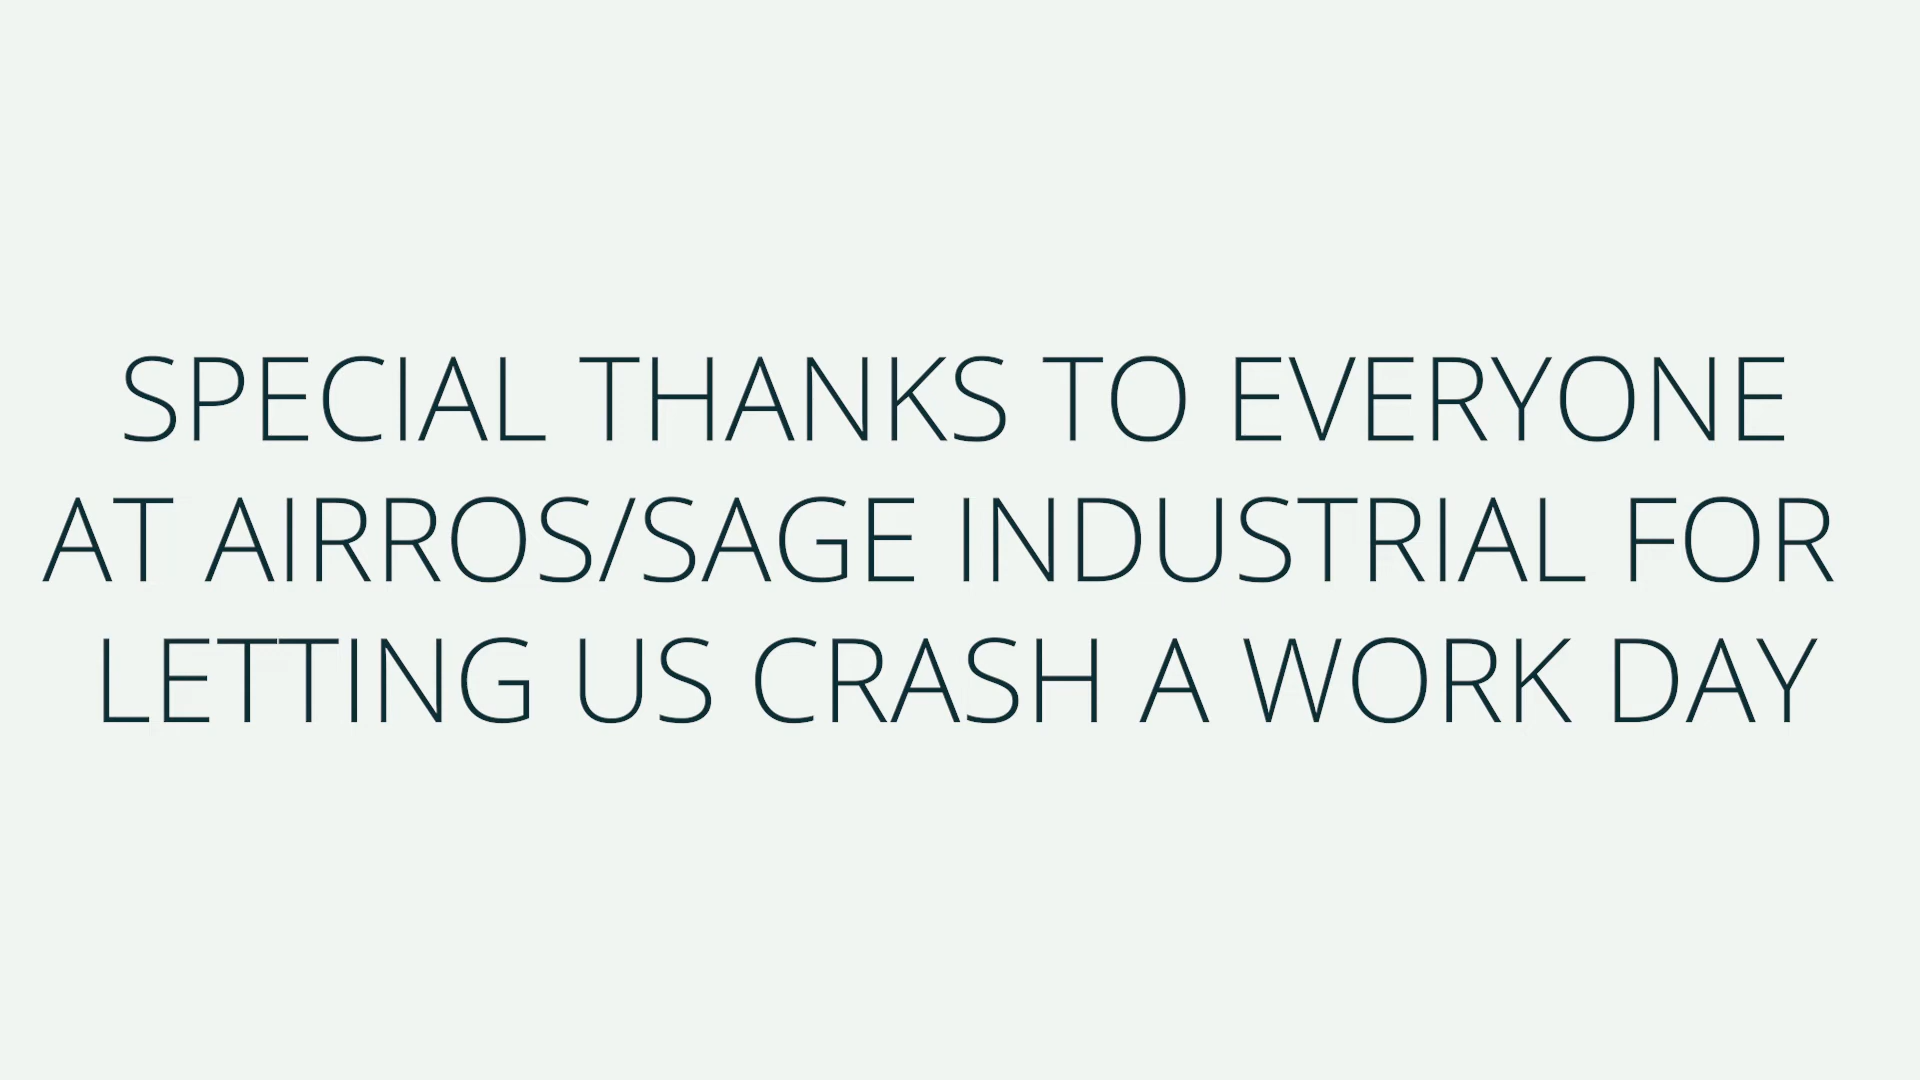 SPECIAL THANKS TO EVERYONE
AT AIRROS/SAGE INDUSTRIAL FOR
LETTING US CRASH A WORK DAY